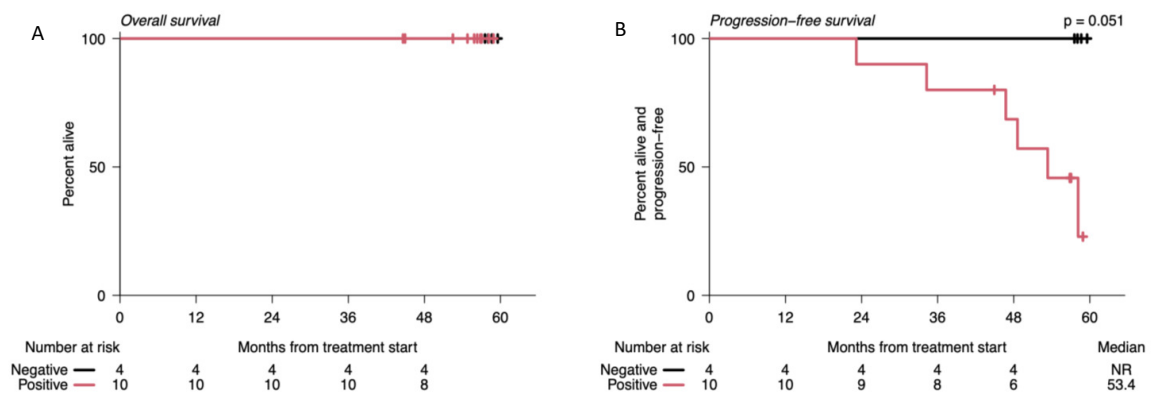 A
Overall survival
100
50
0
Percent alive
0 12 24 36 48 60
Number at risk Months from treatment start
Negative 4 4 4 4 4
Positive 10 10 10 10 8
B
Progression–free survival p = 0.051
100
50
0
Percent alive and
progression–free
0 12 24 36 48 60
Number at risk Months from treatment start Median
Negative 4 4 4 4 4 NR
Positive 10 10 9 8 6 53.4